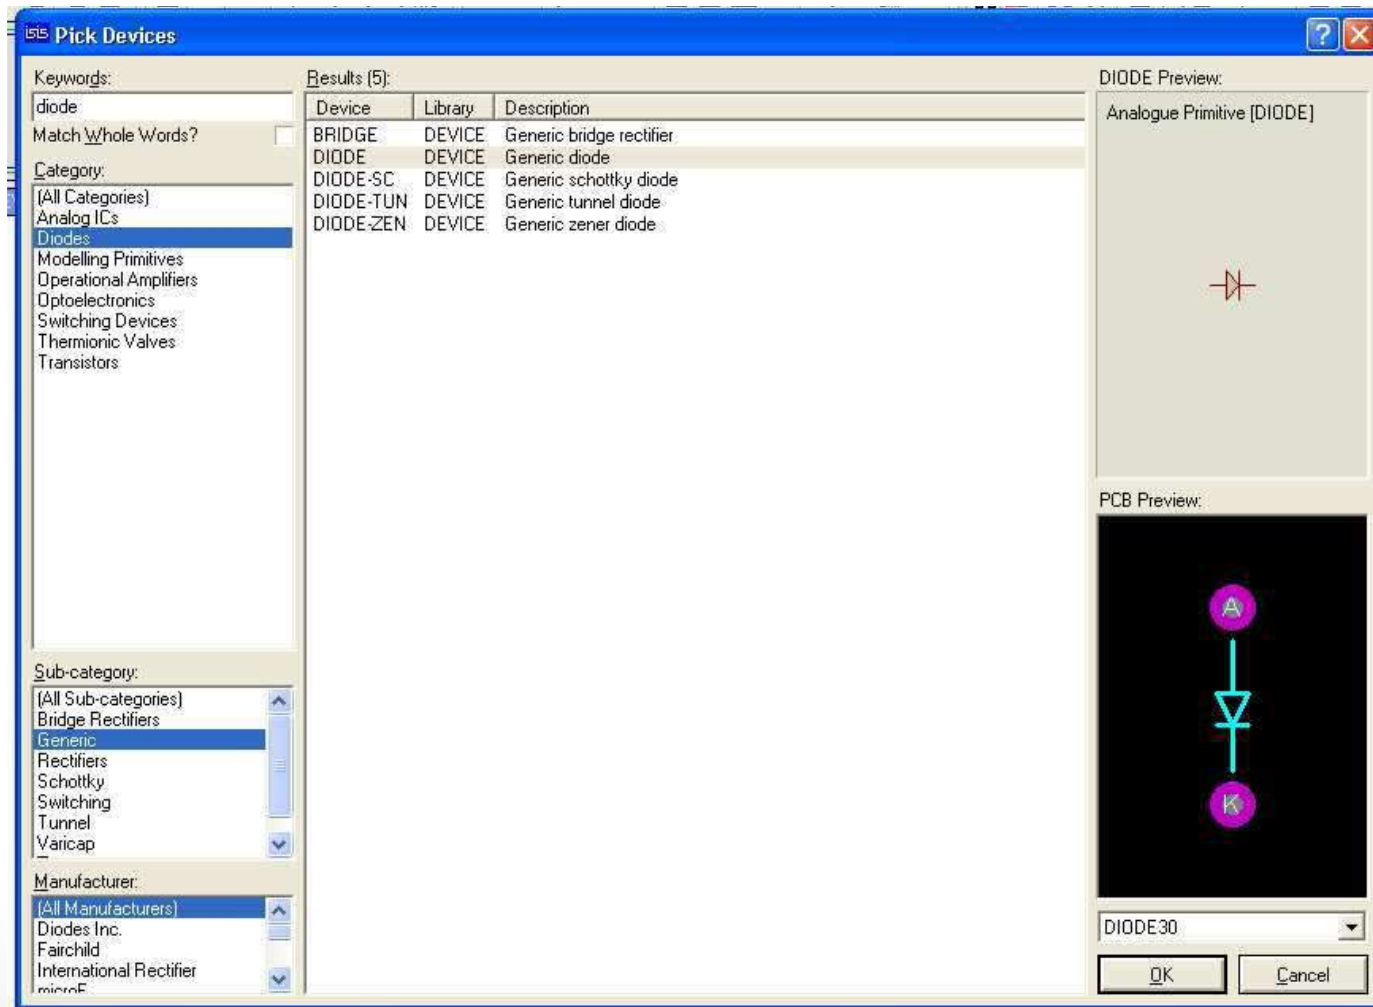 ISIS Pick Devices
Keywords:
diode
Match Whole Words?
Category:
(All Categories)
Analog ICs
Diodes
Modelling Primitives
Operational Amplifiers
Optoelectronics
Switching Devices
Thermionic Valves
Transistors
Sub-category:
(All Sub-categories)
Bridge Rectifiers
Generic
Rectifiers
Schottky
Switching
Tunnel
Varicap
Manufacturer:
(All Manufacturers)
Diodes Inc.
Fairchild
International Rectifier
Results (5):
Device Library Description
BRIDGE DEVICE Generic bridge rectifier
DIODE DEVICE Generic diode
DIODE-SC DEVICE Generic schottky diode
DIODE-TUN DEVICE Generic tunnel diode
DIODE-ZEN DEVICE Generic zener diode
DIODE Preview:
Analogue Primitive [DIODE]
PCB Preview:
A
K
DIODE30
OK Cancel